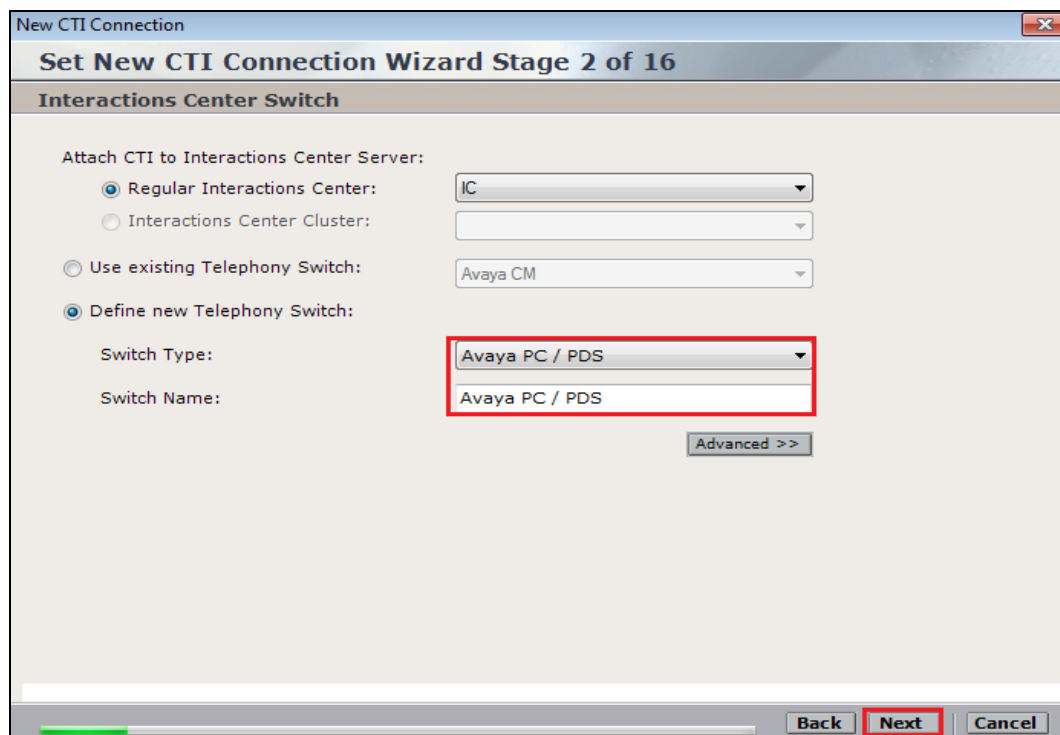 New CTI Connection
Set New CTI Connection Wizard Stage 2 of 16
Interactions Center Switch
Attach CTI to Interactions Center Server:
Regular Interactions Center: IC
Interactions Center Cluster:
Use existing Telephony Switch: Avaya CM
Define new Telephony Switch:
Switch Type: Avaya PC / PDS
Switch Name: Avaya PC / PDS
Advanced >>
Back Next Cancel